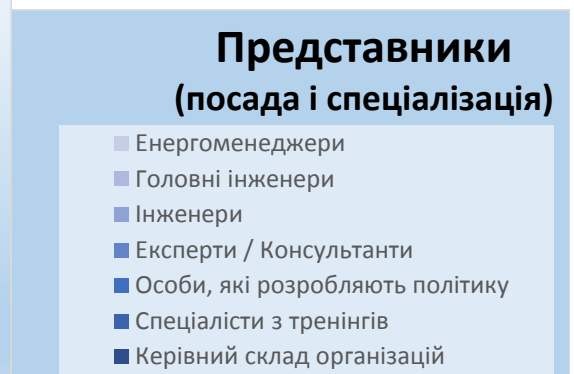 Представники
(посада і спеціалізація)
Енергоменеджери
Головні інженери
Інженери
Експерти / Консультанти
Особи, які розробляють політику
Спеціалісти з тренінгів
Керівний склад організацій